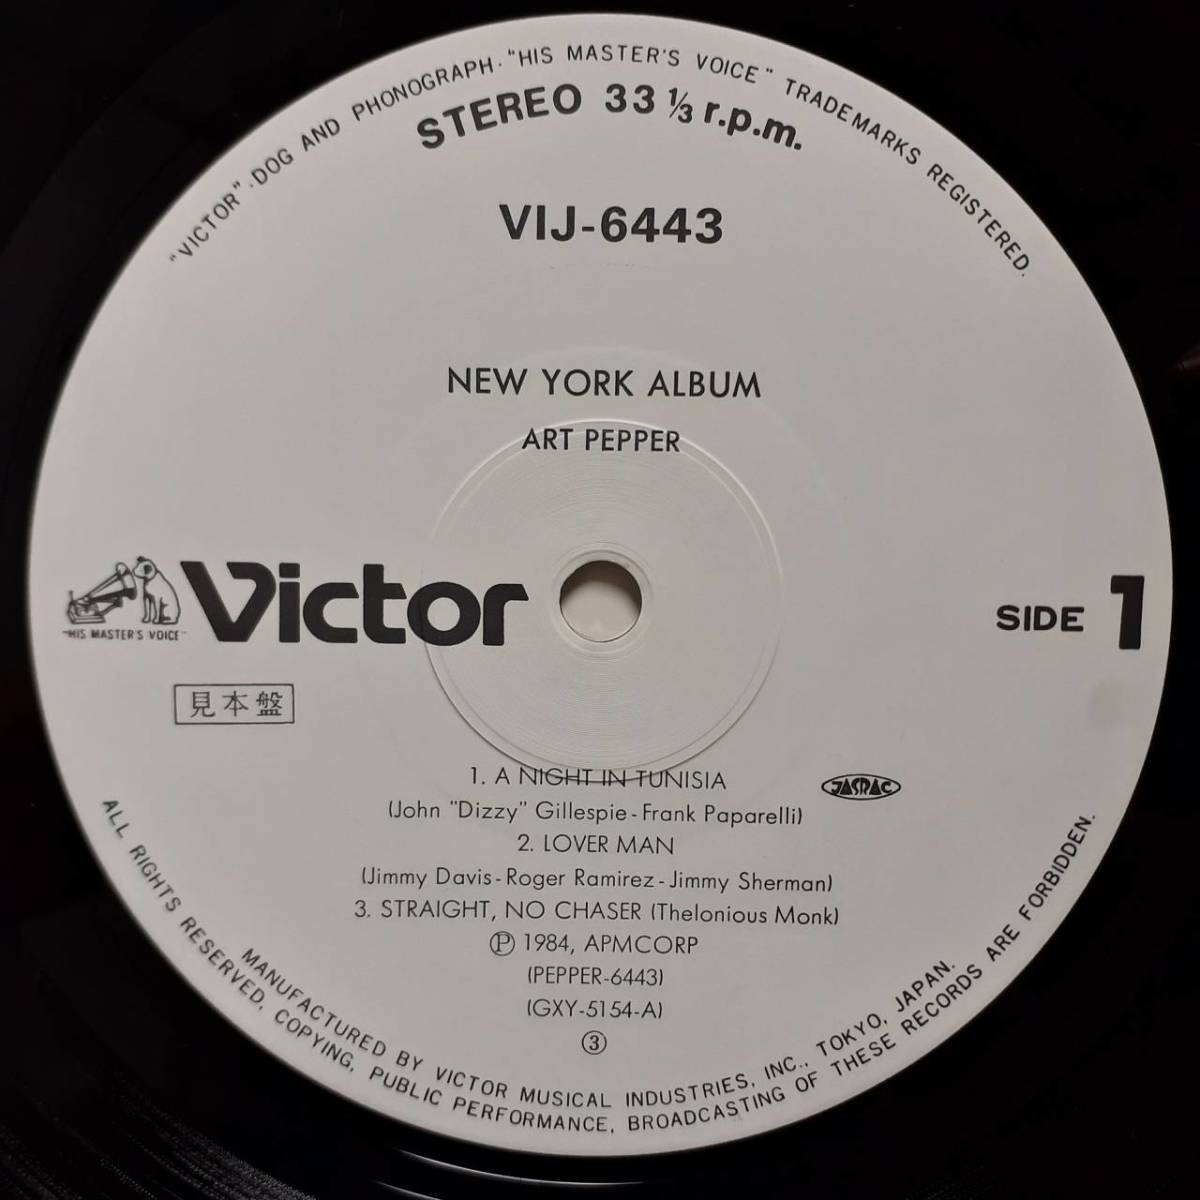 "VICTOR"·DOG AND PHONOGRAPH·"HIS MASTER'S VOICE" TRADEMARKS REGISTERED.
STEREO 33 1/3 r.p.m.
VIJ-6443
NEW YORK ALBUM
ART PEPPER
Victor
"HIS MASTER'S VOICE"
SIDE 1
見本盤
1. A NIGHT IN TUNISIA
(John "Dizzy" Gillespie-Frank Paparelli)
2. LOVER MAN
(Jimmy Davis-Roger Ramirez-Jimmy Sherman)
3. STRAIGHT, NO CHASER (Thelonious Monk)
JASRAC
Ⓟ 1984, APMCORP
(PEPPER-6443)
(GXY-5154-A)
③
MANUFACTURED BY VICTOR MUSICAL INDUSTRIES, INC., TOKYO, JAPAN.
ALL RIGHTS RESERVED, COPYING, PUBLIC PERFORMANCE, BROADCASTING OF THESE RECORDS ARE FORBIDDEN.